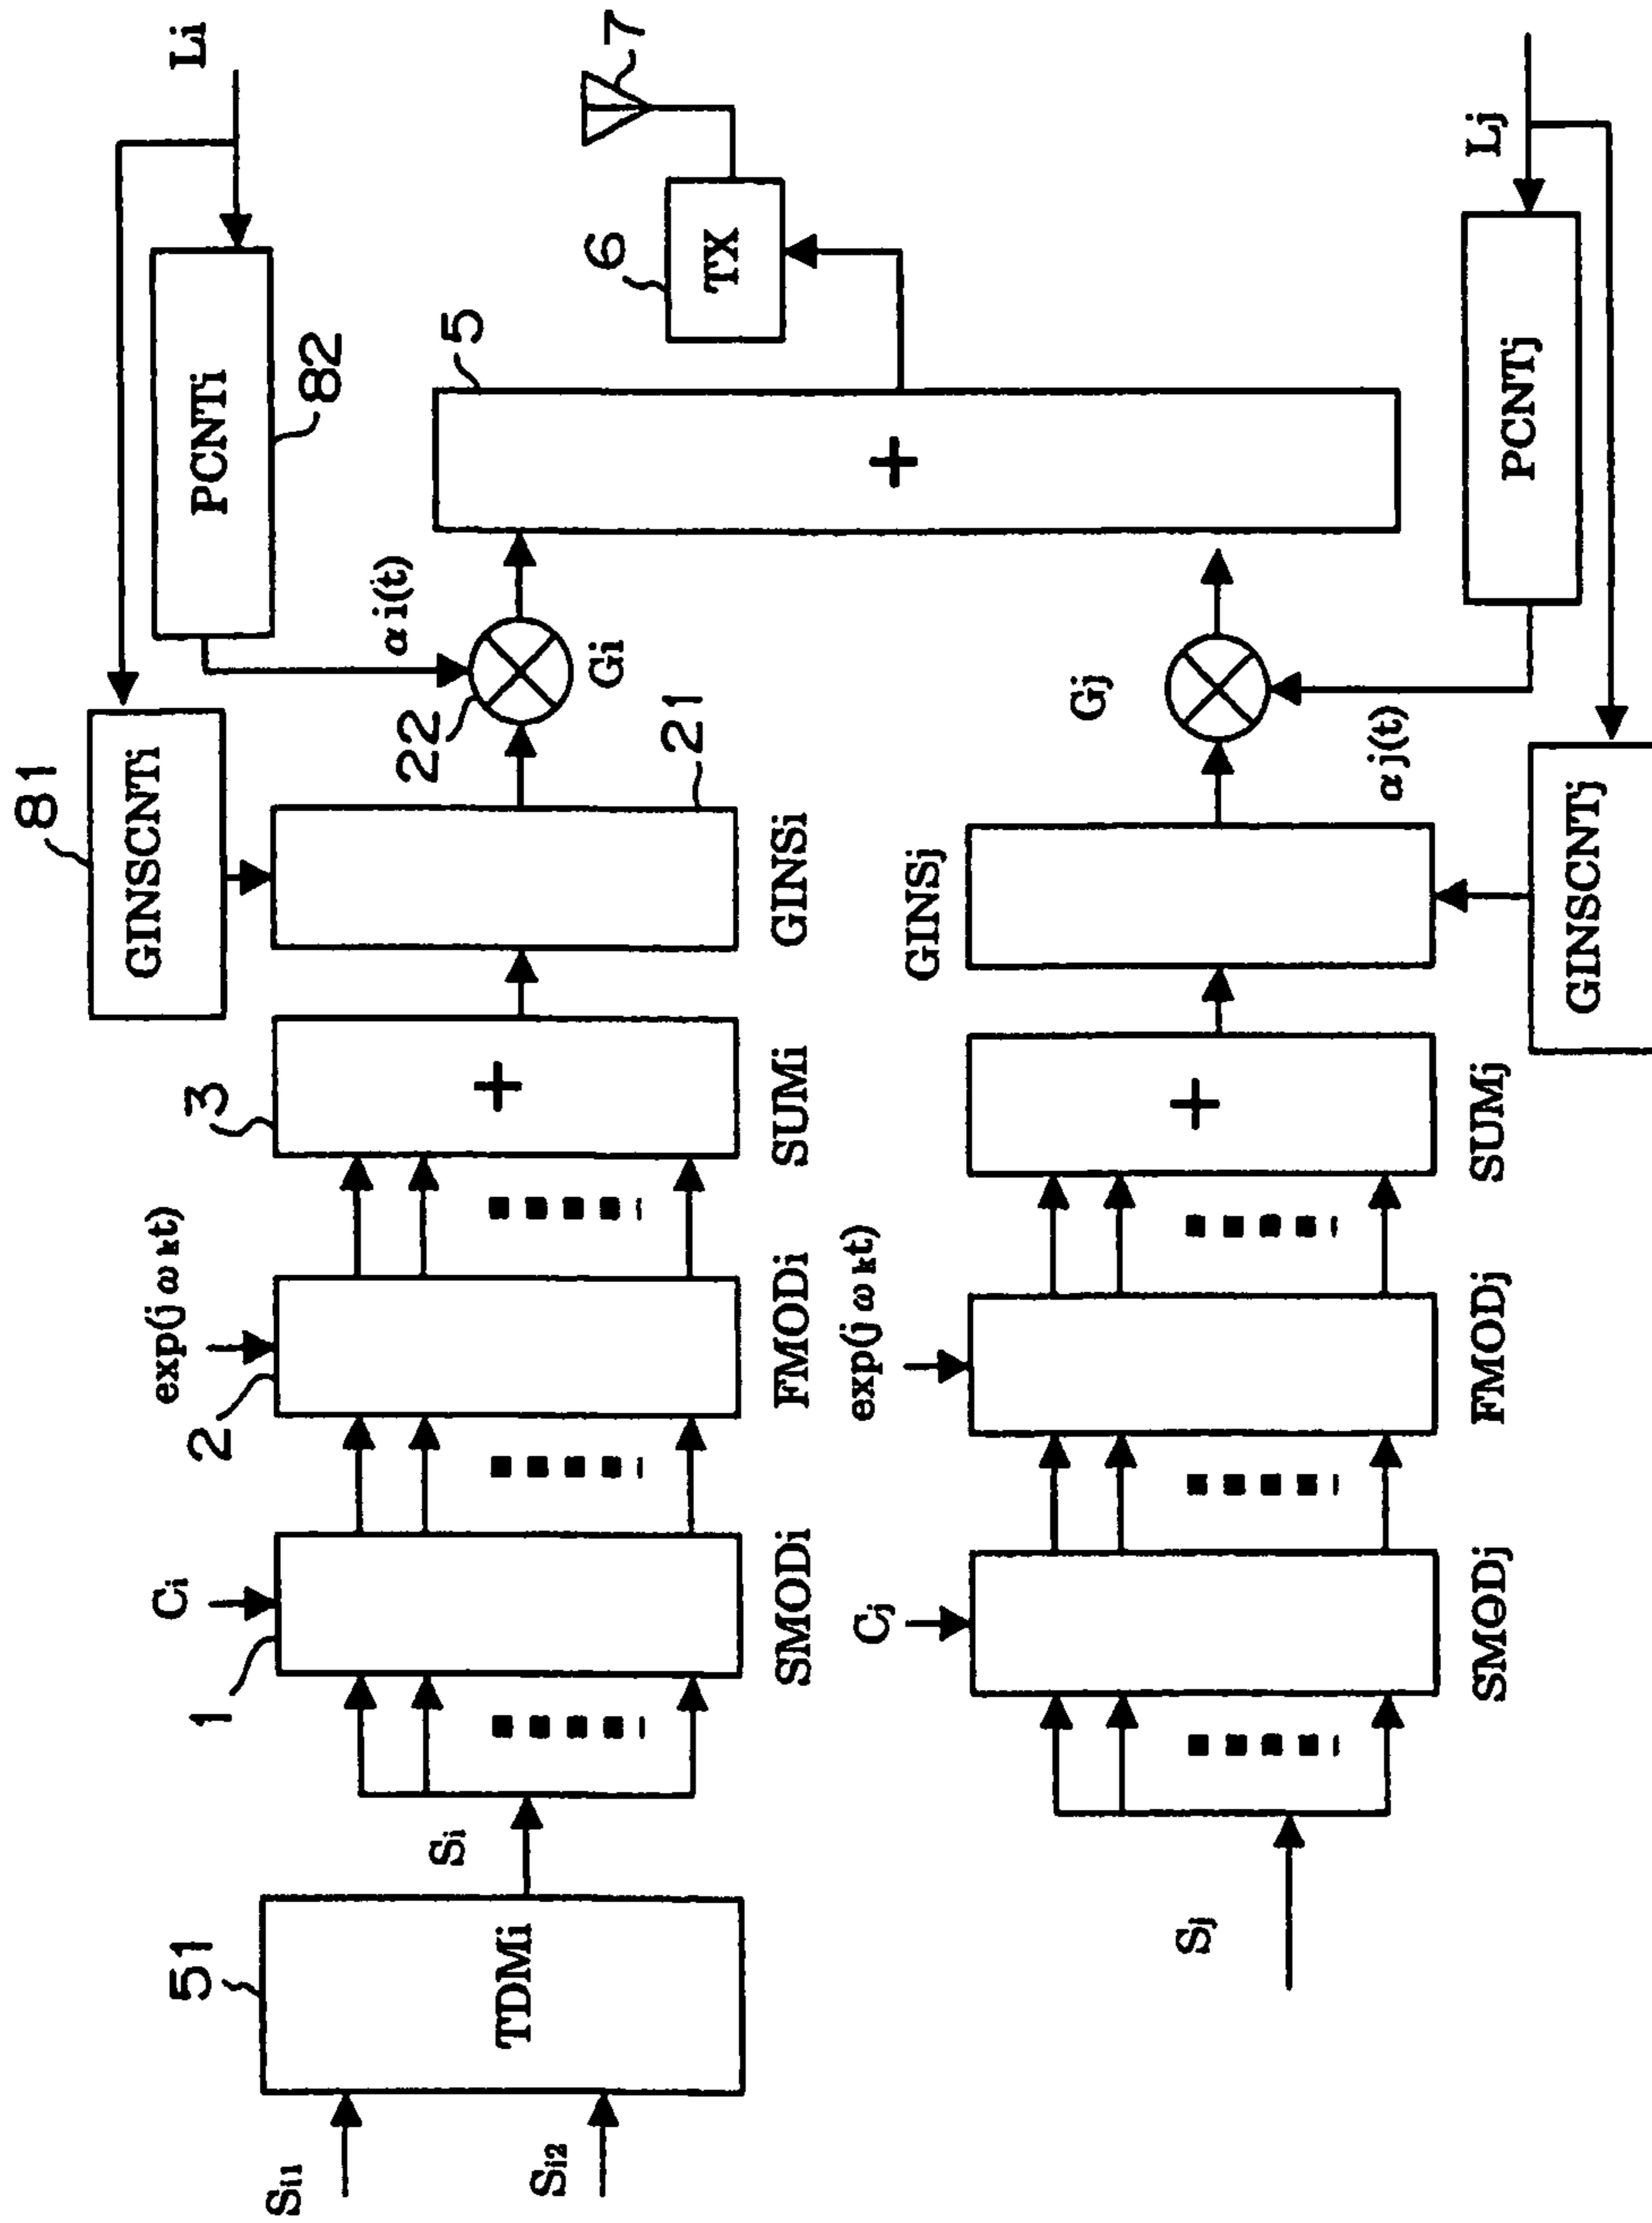 81
GINSCNTi
Li
PCNTi
82
αi(t)
22
Gi
21
GINSi
3
+
SUMi
exp(jωkt)
2
FMODi
Ci
1
SMODi
Si
51
TDMi
Si1
Si2
5
+
6
TX
7
Sj
Cj
SMODj
exp(jωkt)
FMODj
+
SUMj
GINSj
Gj
αj(t)
GINSCNTj
PCNTj
Lj